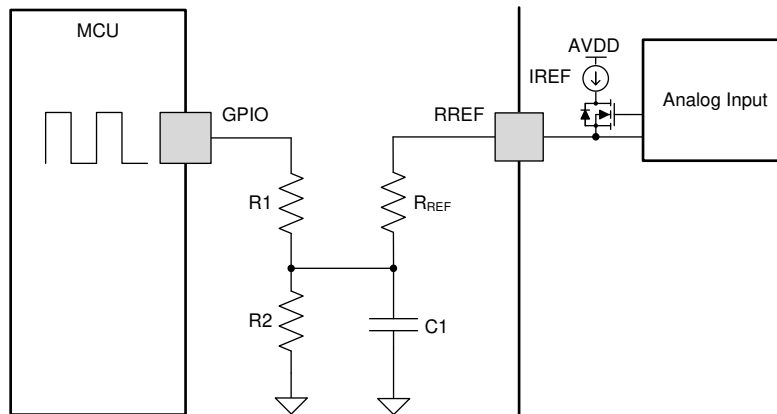 MCU
GPIO
RREF
AVDD
IREF
Analog Input
R1
RREF
R2
C1